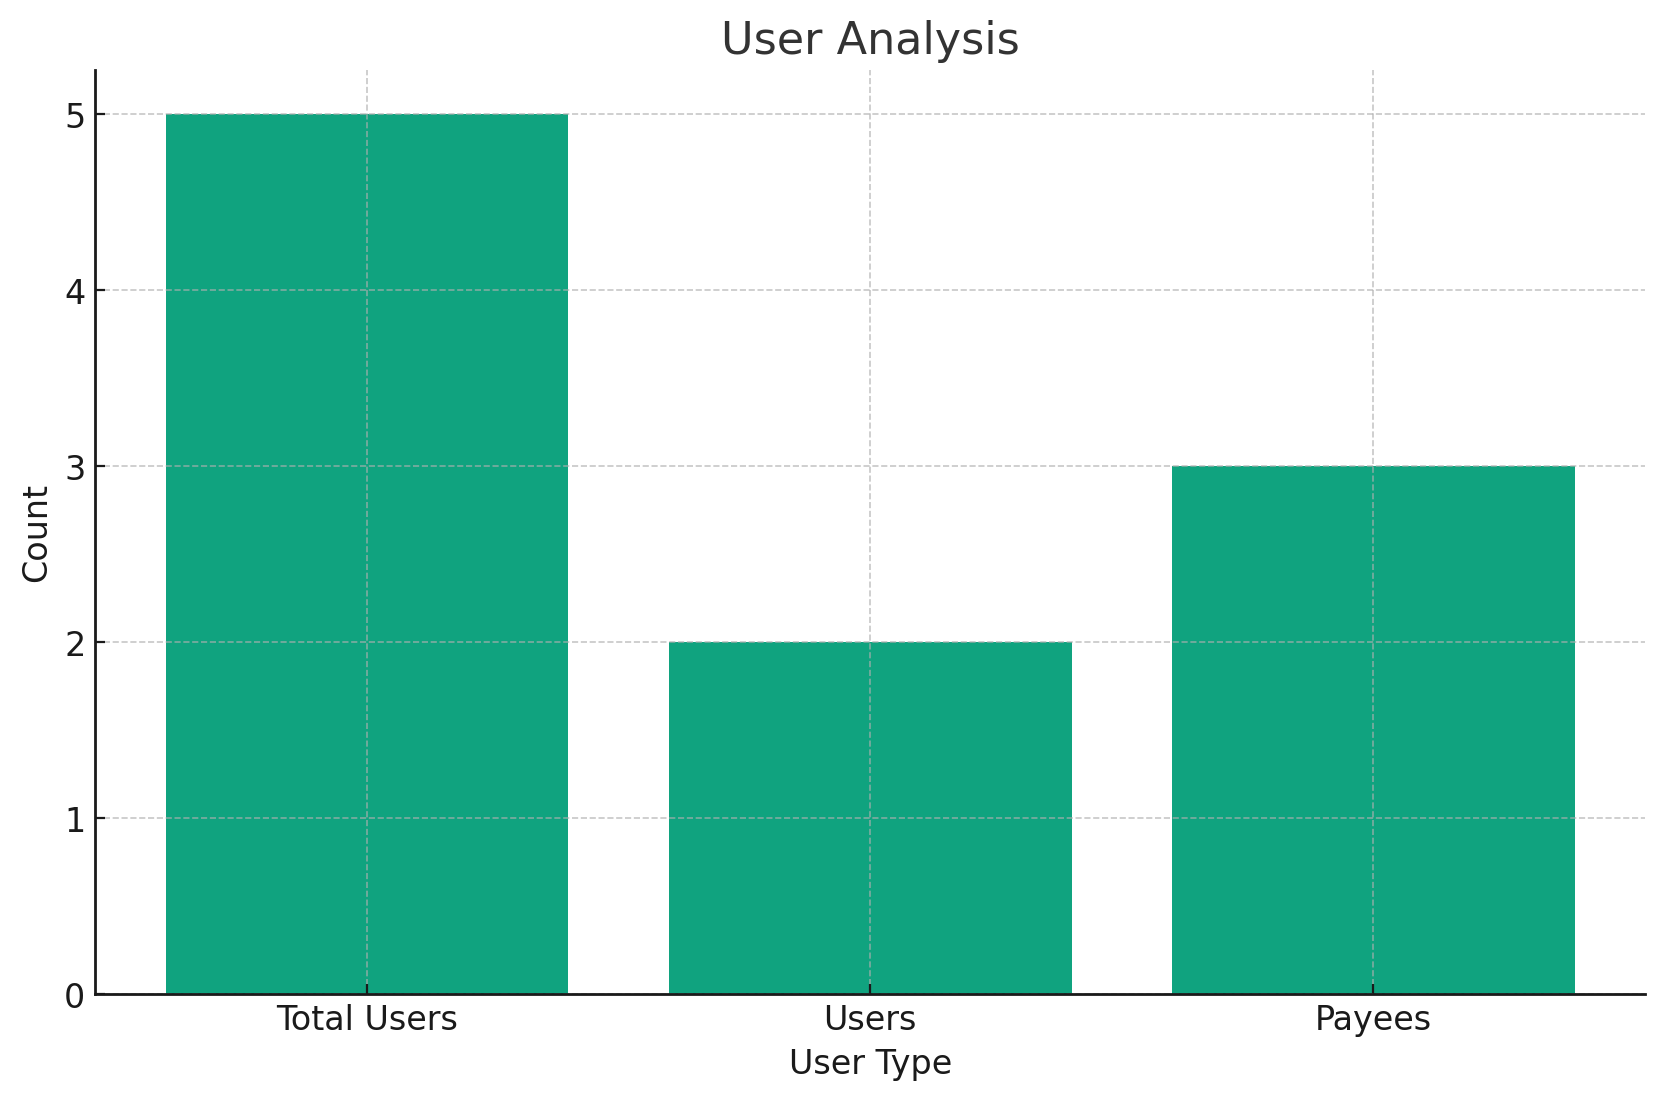 User Analysis
5
4
3
2
1
0
Count
Total Users
Users
Payees
User Type